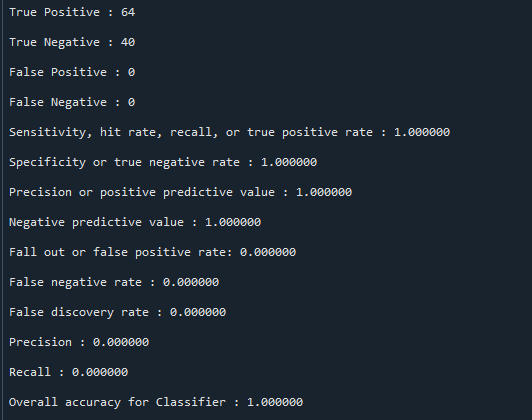 True Positive : 64
True Negative : 40
False Positive : 0
False Negative : 0
Sensitivity, hit rate, recall, or true positive rate : 1.000000
Specificity or true negative rate : 1.000000
Precision or positive predictive value : 1.000000
Negative predictive value : 1.000000
Fall out or false positive rate: 0.000000
False negative rate : 0.000000
False discovery rate : 0.000000
Precision : 0.000000
Recall : 0.000000
Overall accuracy for Classifier : 1.000000